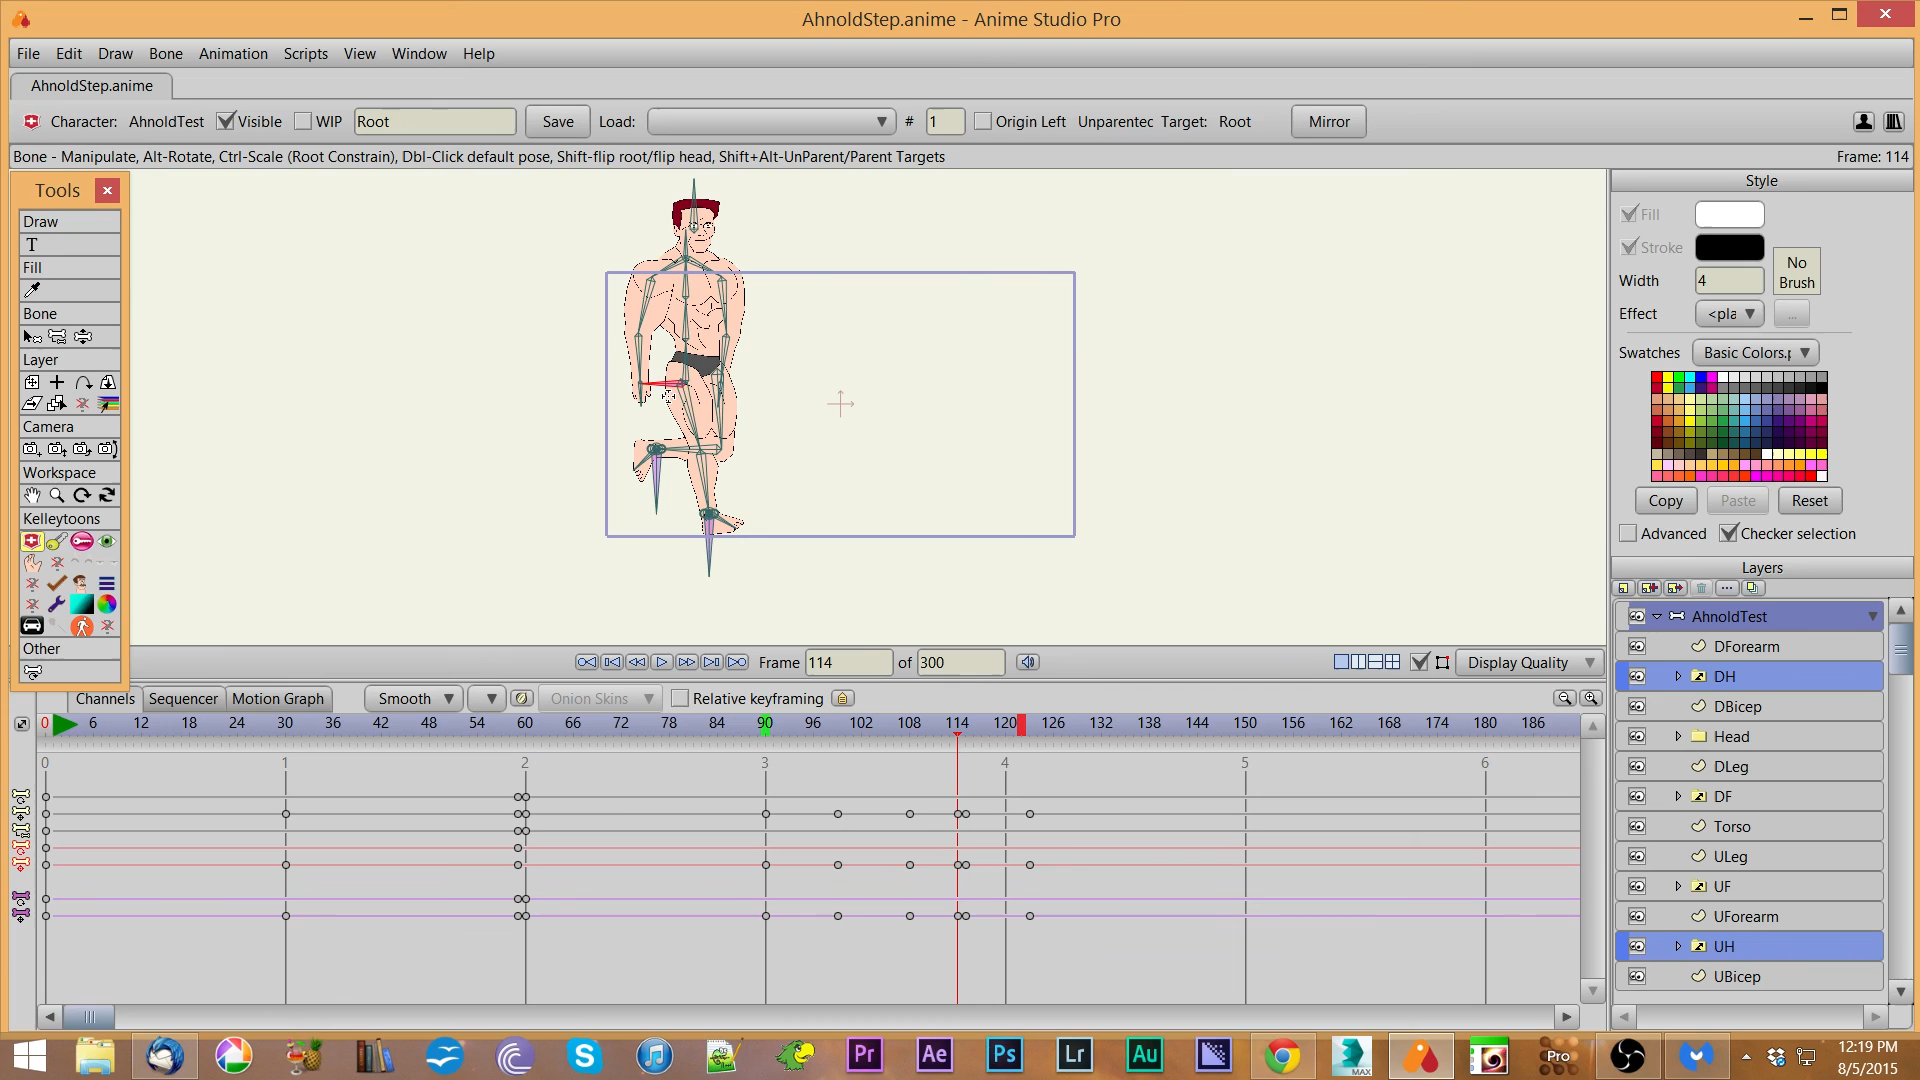 AhnoldStep.anime - Anime Studio Pro
File Edit Draw Bone Animation Scripts View Window Help
AhnoldStep.anime
Character: AhnoldTest Visible WIP Root Save Load: # 1 Origin Left Unparentec Target: Root Mirror
Bone - Manipulate, Alt-Rotate, Ctrl-Scale (Root Constrain), Dbl-Click default pose, Shift-flip root/flip head, Shift+Alt-UnParent/Parent Targets Frame: 114
Tools
Draw
T
Fill
Bone
Layer
Camera
Workspace
Kelleytoons
Other
Style
Fill
Stroke
Width 4
No Brush
Effect <pla ...
Swatches Basic Colors.p
Copy Paste Reset
Advanced Checker selection
Layers
AhnoldTest
DForearm
DH
DBicep
Head
DLeg
DF
Torso
ULeg
UF
UForearm
UH
UBicep
Frame 114 of 300 Display Quality
Channels Sequencer Motion Graph Smooth Onion Skins Relative keyframing
0 6 12 18 24 30 36 42 48 54 60 66 72 78 84 90 96 102 108 114 120 126 132 138 144 150 156 162 168 174 180 186
0 1 2 3 4 5 6
S Pr Ae Ps Lr Au MAX Pro
12:19 PM
8/5/2015